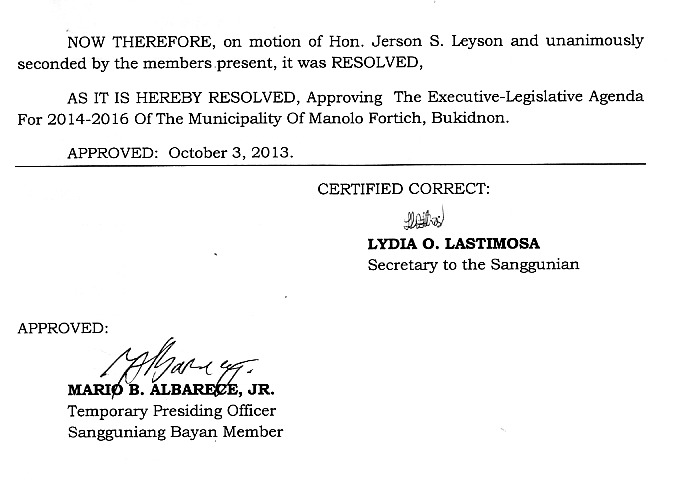 NOW THEREFORE, on motion of Hon. Jerson S. Leyson and unanimously
seconded by the members present, it was RESOLVED,
AS IT IS HEREBY RESOLVED, Approving The Executive-Legislative Agenda
For 2014-2016 Of The Municipality Of Manolo Fortich, Bukidnon.
APPROVED: October 3, 2013.
CERTIFIED CORRECT:
LYDIA O. LASTIMOSA
Secretary to the Sanggunian
APPROVED:
MARIO B. ALBARECE, JR.
Temporary Presiding Officer
Sangguniang Bayan Member